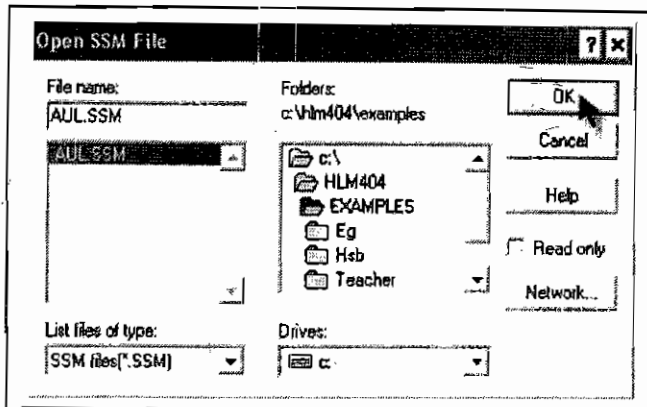 Open SSM File
File name:
AUL.SSM
AUL.SSM
List files of type:
SSM files(*.SSM)
Folders:
c:\hlm404\examples
c:\
HLM404
EXAMPLES
Eg
Hsb
Teacher
Drives:
c:
OK
Cancel
Help
Read only
Network...